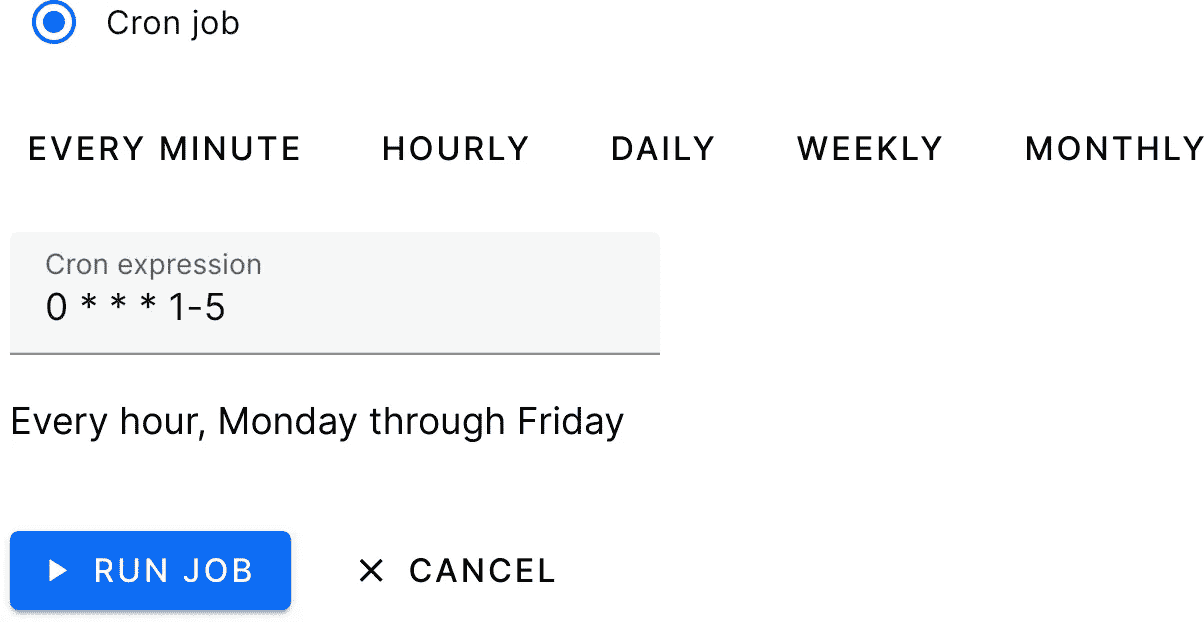 Cron job
EVERY MINUTE HOURLY DAILY WEEKLY MONTHLY
Cron expression
0 * * * 1-5
Every hour, Monday through Friday
RUN JOB CANCEL